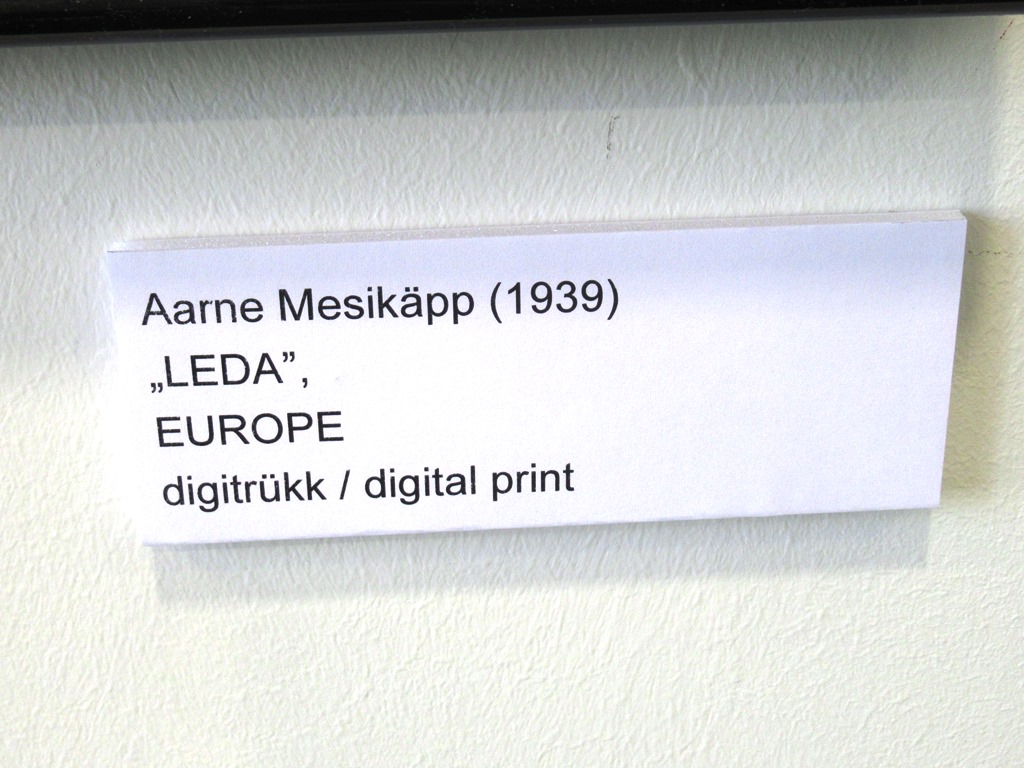 Aarne Mesikäpp (1939)
„LEDA”,
EUROPE
digitrükk / digital print